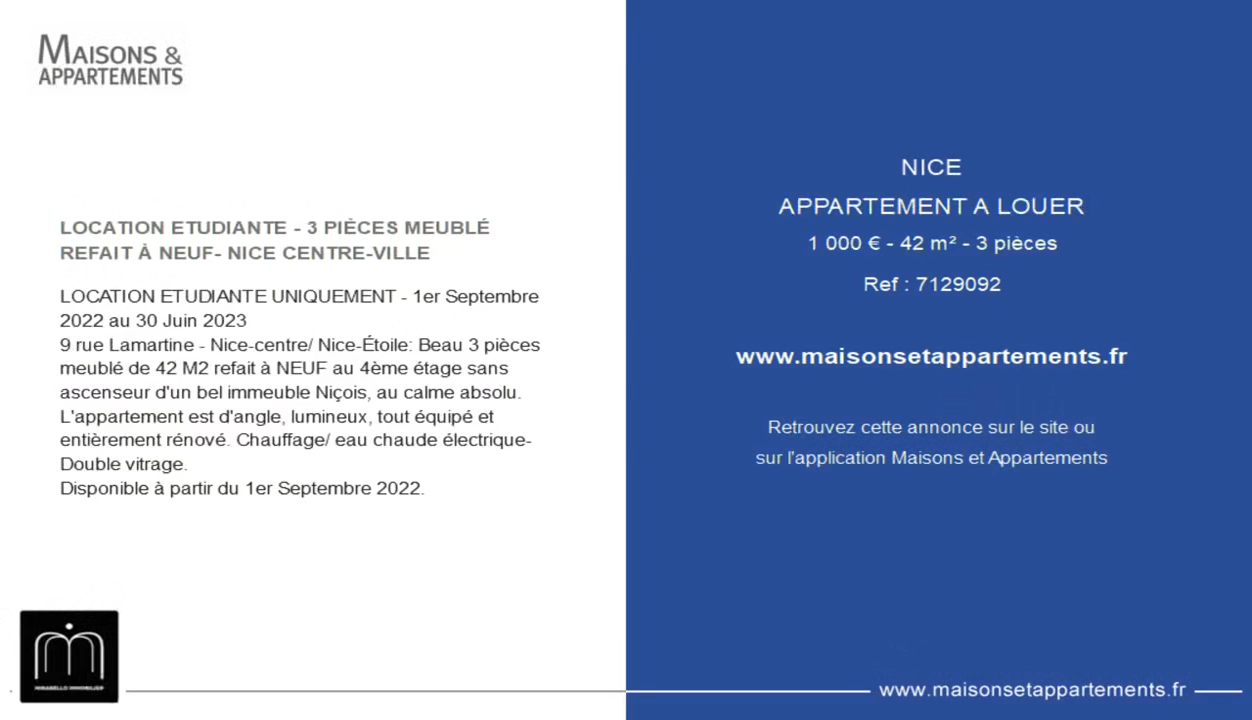 MAISONS &
APPARTEMENTS
LOCATION ETUDIANTE - 3 PIÈCES MEUBLÉ
REFAIT À NEUF- NICE CENTRE-VILLE
LOCATION ETUDIANTE UNIQUEMENT - 1er Septembre
2022 au 30 Juin 2023
9 rue Lamartine - Nice-centre/ Nice-Étoile: Beau 3 pièces
meublé de 42 M2 refait à NEUF au 4ème étage sans
ascenseur d'un bel immeuble Niçois, au calme absolu.
L'appartement est d'angle, lumineux, tout équipé et
entièrement rénové. Chauffage/ eau chaude électrique-
Double vitrage.
Disponible à partir du 1er Septembre 2022.
MIRABELLO IMMOBILIER
NICE
APPARTEMENT A LOUER
1 000 € - 42 m² - 3 pièces
Ref : 7129092
www.maisonsetappartements.fr
Retrouvez cette annonce sur le site ou
sur l'application Maisons et Appartements
www.maisonsetappartements.fr